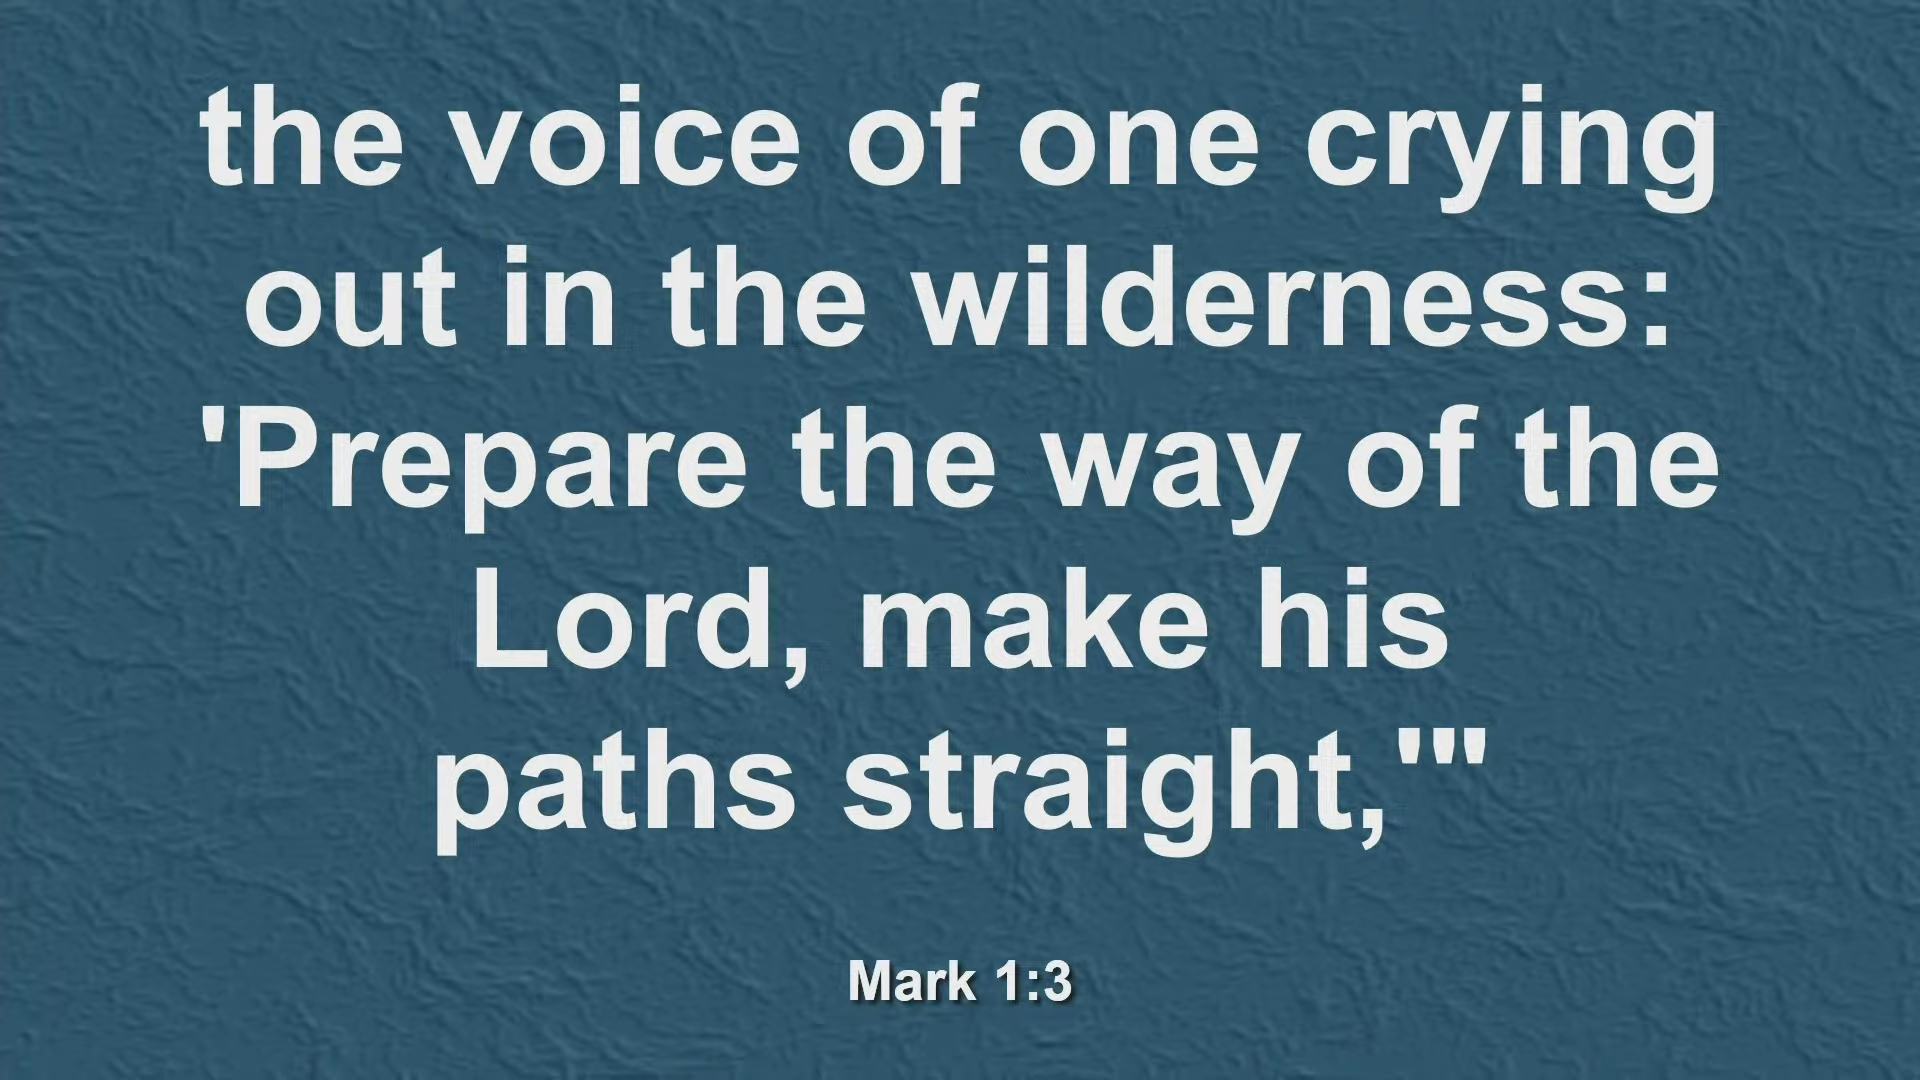 the voice of one crying
out in the wilderness:
'Prepare the way of the
Lord, make his
paths straight,'"
Mark 1:3